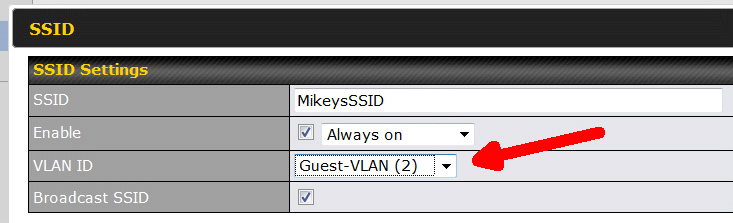 SSID
SSID Settings
SSID MikeysSSID
Enable Always on
VLAN ID Guest-VLAN (2)
Broadcast SSID